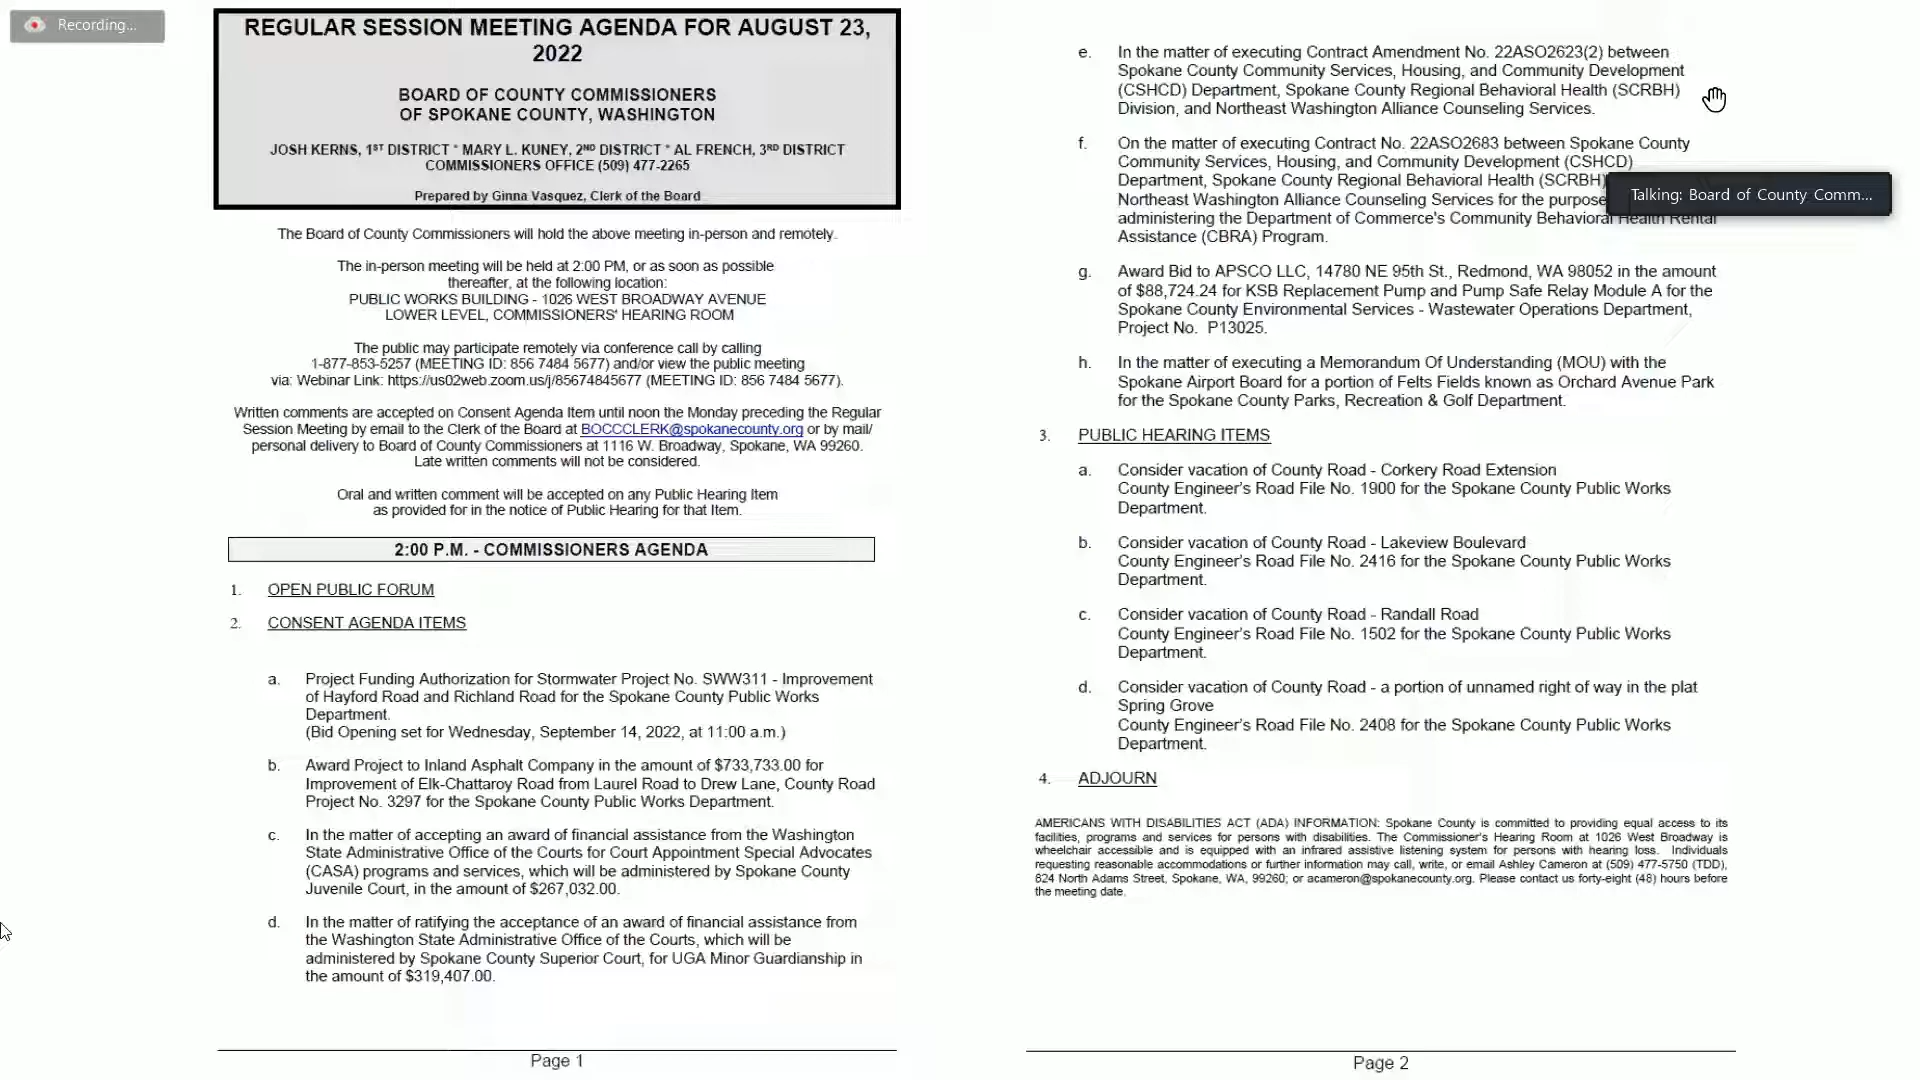 Recording...
REGULAR SESSION MEETING AGENDA FOR AUGUST 23,
2022
BOARD OF COUNTY COMMISSIONERS
OF SPOKANE COUNTY, WASHINGTON
JOSH KERNS, 1ST DISTRICT * MARY L. KUNEY, 2ND DISTRICT * AL FRENCH, 3RD DISTRICT
COMMISSIONERS OFFICE (509) 477-2265
Prepared by Ginna Vasquez, Clerk of the Board
The Board of County Commissioners will hold the above meeting in-person and remotely.
The in-person meeting will be held at 2:00 PM, or as soon as possible
thereafter, at the following location:
PUBLIC WORKS BUILDING - 1026 WEST BROADWAY AVENUE
LOWER LEVEL, COMMISSIONERS' HEARING ROOM
The public may participate remotely via conference call by calling
1-877-853-5257 (MEETING ID: 856 7484 5677) and/or view the public meeting
via: Webinar Link: https://us02web.zoom.us/j/85674845677 (MEETING ID: 856 7484 5677).
Written comments are accepted on Consent Agenda Item until noon the Monday preceding the Regular
Session Meeting by email to the Clerk of the Board at BOCCCLERK@spokanecounty.org or by mail/
personal delivery to Board of County Commissioners at 1116 W. Broadway, Spokane, WA 99260.
Late written comments will not be considered.
Oral and written comment will be accepted on any Public Hearing Item
as provided for in the notice of Public Hearing for that Item.
2:00 P.M. - COMMISSIONERS AGENDA
1. OPEN PUBLIC FORUM
2. CONSENT AGENDA ITEMS
a. Project Funding Authorization for Stormwater Project No. SWW311 - Improvement
of Hayford Road and Richland Road for the Spokane County Public Works
Department.
(Bid Opening set for Wednesday, September 14, 2022, at 11:00 a.m.)
b. Award Project to Inland Asphalt Company in the amount of $733,733.00 for
Improvement of Elk-Chattaroy Road from Laurel Road to Drew Lane, County Road
Project No. 3297 for the Spokane County Public Works Department.
c. In the matter of accepting an award of financial assistance from the Washington
State Administrative Office of the Courts for Court Appointment Special Advocates
(CASA) programs and services, which will be administered by Spokane County
Juvenile Court, in the amount of $267,032.00.
d. In the matter of ratifying the acceptance of an award of financial assistance from
the Washington State Administrative Office of the Courts, which will be
administered by Spokane County Superior Court, for UGA Minor Guardianship in
the amount of $319,407.00.
Page 1
e. In the matter of executing Contract Amendment No. 22ASO2623(2) between
Spokane County Community Services, Housing, and Community Development
(CSHCD) Department, Spokane County Regional Behavioral Health (SCRBH)
Division, and Northeast Washington Alliance Counseling Services.
f. On the matter of executing Contract No. 22ASO2683 between Spokane County
Community Services, Housing, and Community Development (CSHCD)
Department, Spokane County Regional Behavioral Health (SCRBH)
Northeast Washington Alliance Counseling Services for the purpose
administering the Department of Commerce's Community Behavioral Health Rental
Assistance (CBRA) Program.
Talking: Board of County Comm...
g. Award Bid to APSCO LLC, 14780 NE 95th St., Redmond, WA 98052 in the amount
of $88,724.24 for KSB Replacement Pump and Pump Safe Relay Module A for the
Spokane County Environmental Services - Wastewater Operations Department,
Project No. P13025.
h. In the matter of executing a Memorandum Of Understanding (MOU) with the
Spokane Airport Board for a portion of Felts Fields known as Orchard Avenue Park
for the Spokane County Parks, Recreation & Golf Department.
3. PUBLIC HEARING ITEMS
a. Consider vacation of County Road - Corkery Road Extension
County Engineer's Road File No. 1900 for the Spokane County Public Works
Department.
b. Consider vacation of County Road - Lakeview Boulevard
County Engineer's Road File No. 2416 for the Spokane County Public Works
Department.
c. Consider vacation of County Road - Randall Road
County Engineer's Road File No. 1502 for the Spokane County Public Works
Department.
d. Consider vacation of County Road - a portion of unnamed right of way in the plat
Spring Grove
County Engineer's Road File No. 2408 for the Spokane County Public Works
Department.
4. ADJOURN
AMERICANS WITH DISABILITIES ACT (ADA) INFORMATION: Spokane County is committed to providing equal access to its
facilities, programs and services for persons with disabilities. The Commissioner's Hearing Room at 1026 West Broadway is
wheelchair accessible and is equipped with an infrared assistive listening system for persons with hearing loss. Individuals
requesting reasonable accommodations or further information may call, write, or email Ashley Cameron at (509) 477-5750 (TDD),
824 North Adams Street, Spokane, WA, 99260; or acameron@spokanecounty.org. Please contact us forty-eight (48) hours before
the meeting date.
Page 2